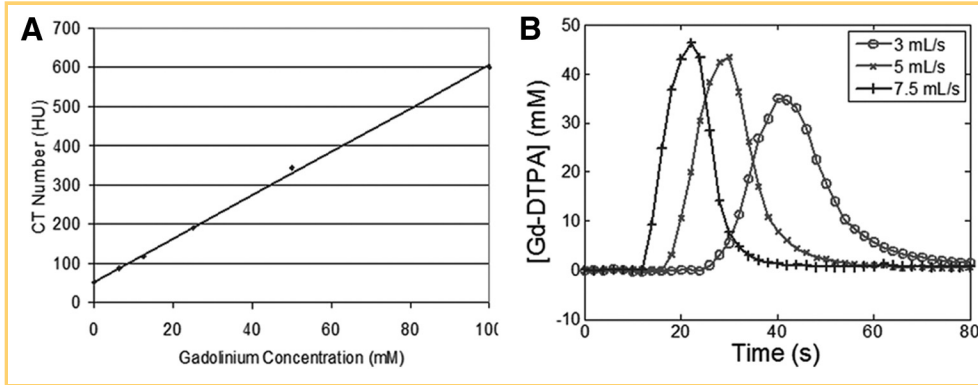 A
700
600
500
400
300
200
100
0
CT Number (HU)
0 20 40 60 80 100
Gadolinium Concentration (mM)
B
50
40
30
20
10
0
-10
[Gd-DTPA] (mM)
3 mL/s
5 mL/s
7.5 mL/s
0 20 40 60 80
Time (s)